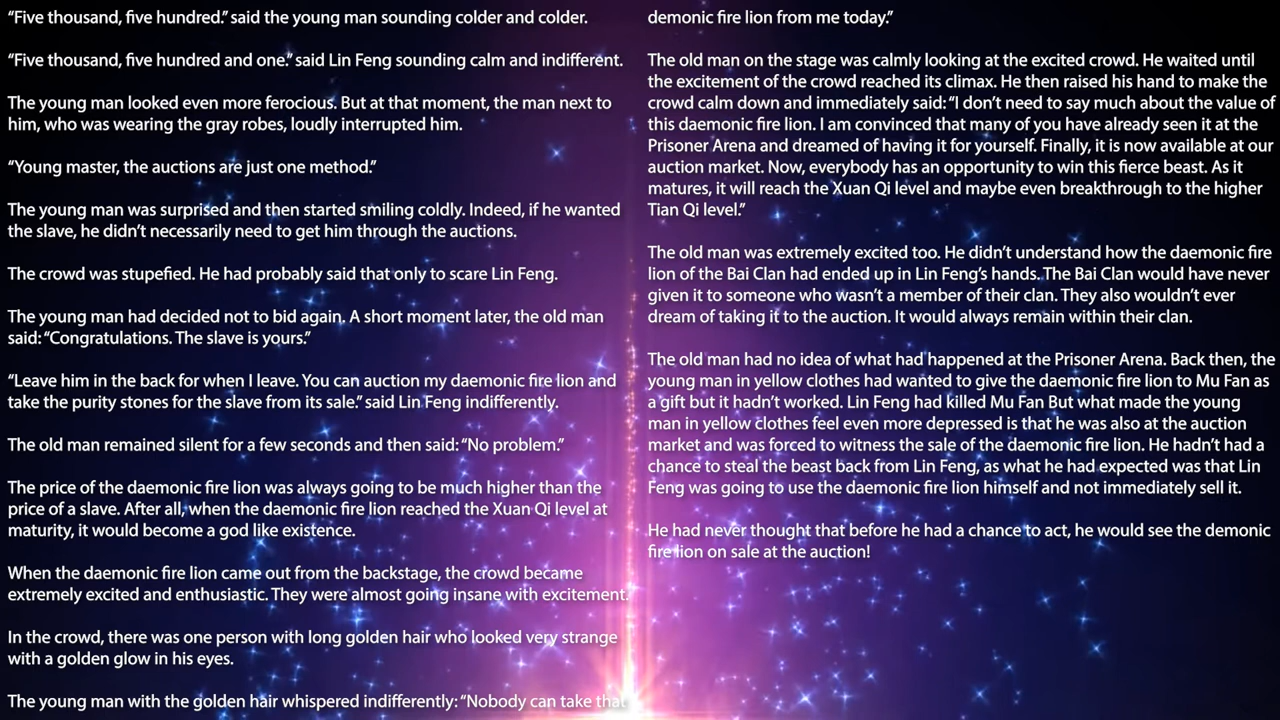 “Five thousand, five hundred.” said the young man sounding colder and colder.
“Five thousand, five hundred and one.” said Lin Feng sounding calm and indifferent.
The young man looked even more ferocious. But at that moment, the man next to
him, who was wearing the gray robes, loudly interrupted him.
“Young master, the auctions are just one method.”
The young man was surprised and then started smiling coldly. Indeed, if he wanted
the slave, he didn’t necessarily need to get him through the auctions.
The crowd was stupefied. He had probably said that only to scare Lin Feng.
The young man had decided not to bid again. A short moment later, the old man
said: “Congratulations. The slave is yours.”
“Leave him in the back for when I leave. You can auction my daemonic fire lion and
take the purity stones for the slave from its sale.” said Lin Feng indifferently.
The old man remained silent for a few seconds and then said: “No problem.”
The price of the daemonic fire lion was always going to be much higher than the
price of a slave. After all, when the daemonic fire lion reached the Xuan Qi level at
maturity, it would become a god like existence.
When the daemonic fire lion came out from the backstage, the crowd became
extremely excited and enthusiastic. They were almost going insane with excitement.
In the crowd, there was one person with long golden hair who looked very strange
with a golden glow in his eyes.
The young man with the golden hair whispered indifferently: “Nobody can take that
demonic fire lion from me today.”
The old man on the stage was calmly looking at the excited crowd. He waited until
the excitement of the crowd reached its climax. He then raised his hand to make the
crowd calm down and immediately said: “I don’t need to say much about the value of
this daemonic fire lion. I am convinced that many of you have already seen it at the
Prisoner Arena and dreamed of having it for yourself. Finally, it is now available at our
auction market. Now, everybody has an opportunity to win this fierce beast. As it
matures, it will reach the Xuan Qi level and maybe even breakthrough to the higher
Tian Qi level.”
The old man was extremely excited too. He didn’t understand how the daemonic fire
lion of the Bai Clan had ended up in Lin Feng’s hands. The Bai Clan would have never
given it to someone who wasn’t a member of their clan. They also wouldn’t ever
dream of taking it to the auction. It would always remain within their clan.
The old man had no idea of what had happened at the Prisoner Arena. Back then, the
young man in yellow clothes had wanted to give the daemonic fire lion to Mu Fan as
a gift but it hadn’t worked. Lin Feng had killed Mu Fan But what made the young
man in yellow clothes feel even more depressed is that he was also at the auction
market and was forced to witness the sale of the daemonic fire lion. He hadn’t had a
chance to steal the beast back from Lin Feng, as what he had expected was that Lin
Feng was going to use the daemonic fire lion himself and not immediately sell it.
He had never thought that before he had a chance to act, he would see the demonic
fire lion on sale at the auction!